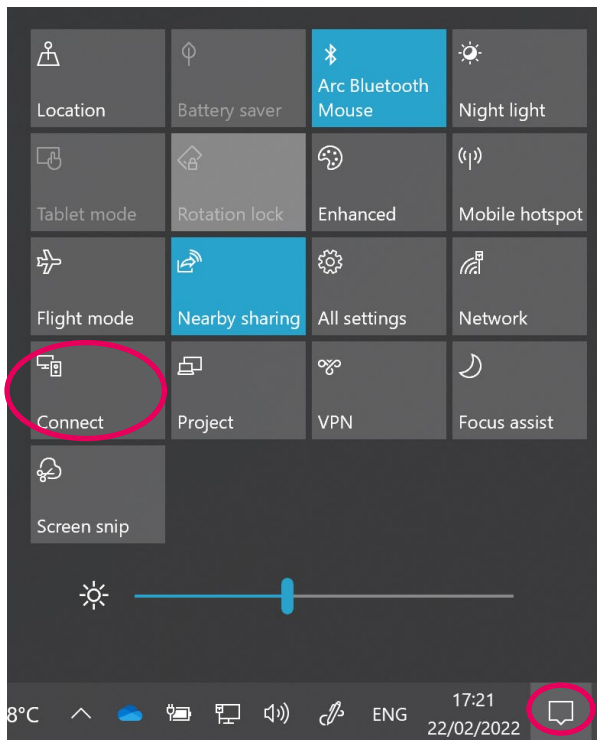 Location
Battery saver
Arc Bluetooth
Mouse
Night light
Tablet mode
Rotation lock
Enhanced
Mobile hotspot
Flight mode
Nearby sharing
All settings
Network
Connect
Project
VPN
Focus assist
Screen snip
8°C
ENG
17:21
22/02/2022